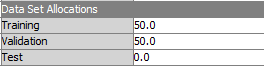 Data Set Allocations
Training 50.0
Validation 50.0
Test 0.0